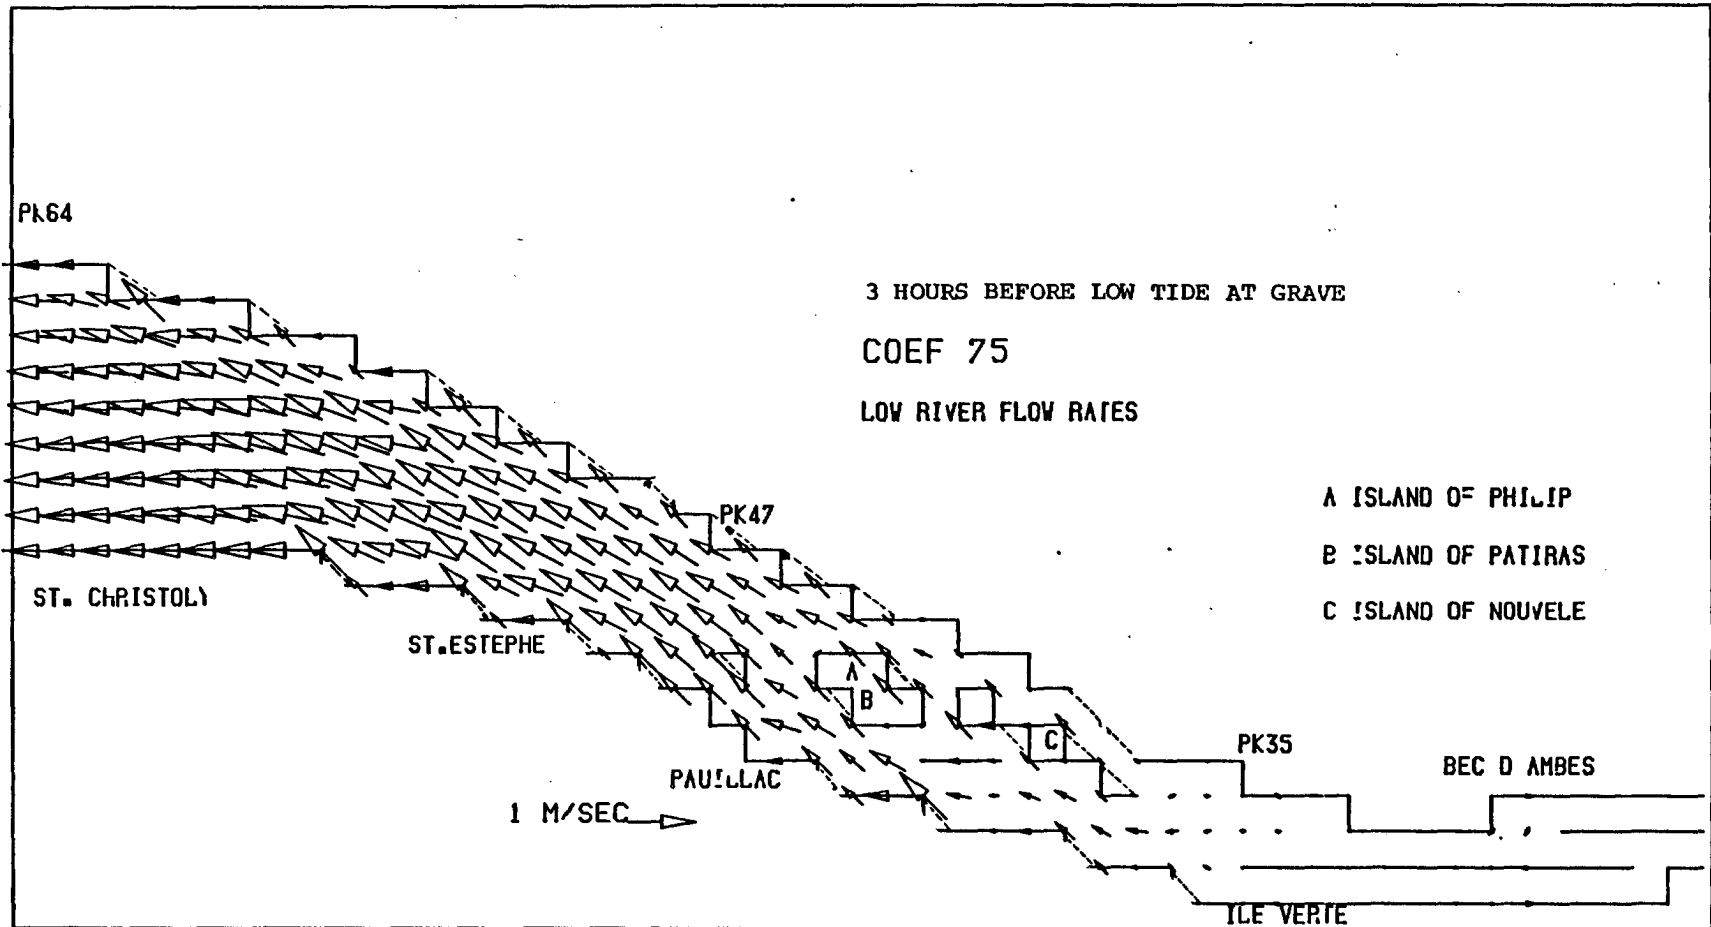 PK64
3 HOURS BEFORE LOW TIDE AT GRAVE
COEF 75
LOW RIVER FLOW RATES
A ISLAND OF PHILIP
B ISLAND OF PATIRAS
C ISLAND OF NOUVELE
PK47
ST. CHRISTOLY
ST.ESTEPHE
A
B
C
PK35
BEC D AMBES
PAUILLAC
1 M/SEC
ILE VERTE